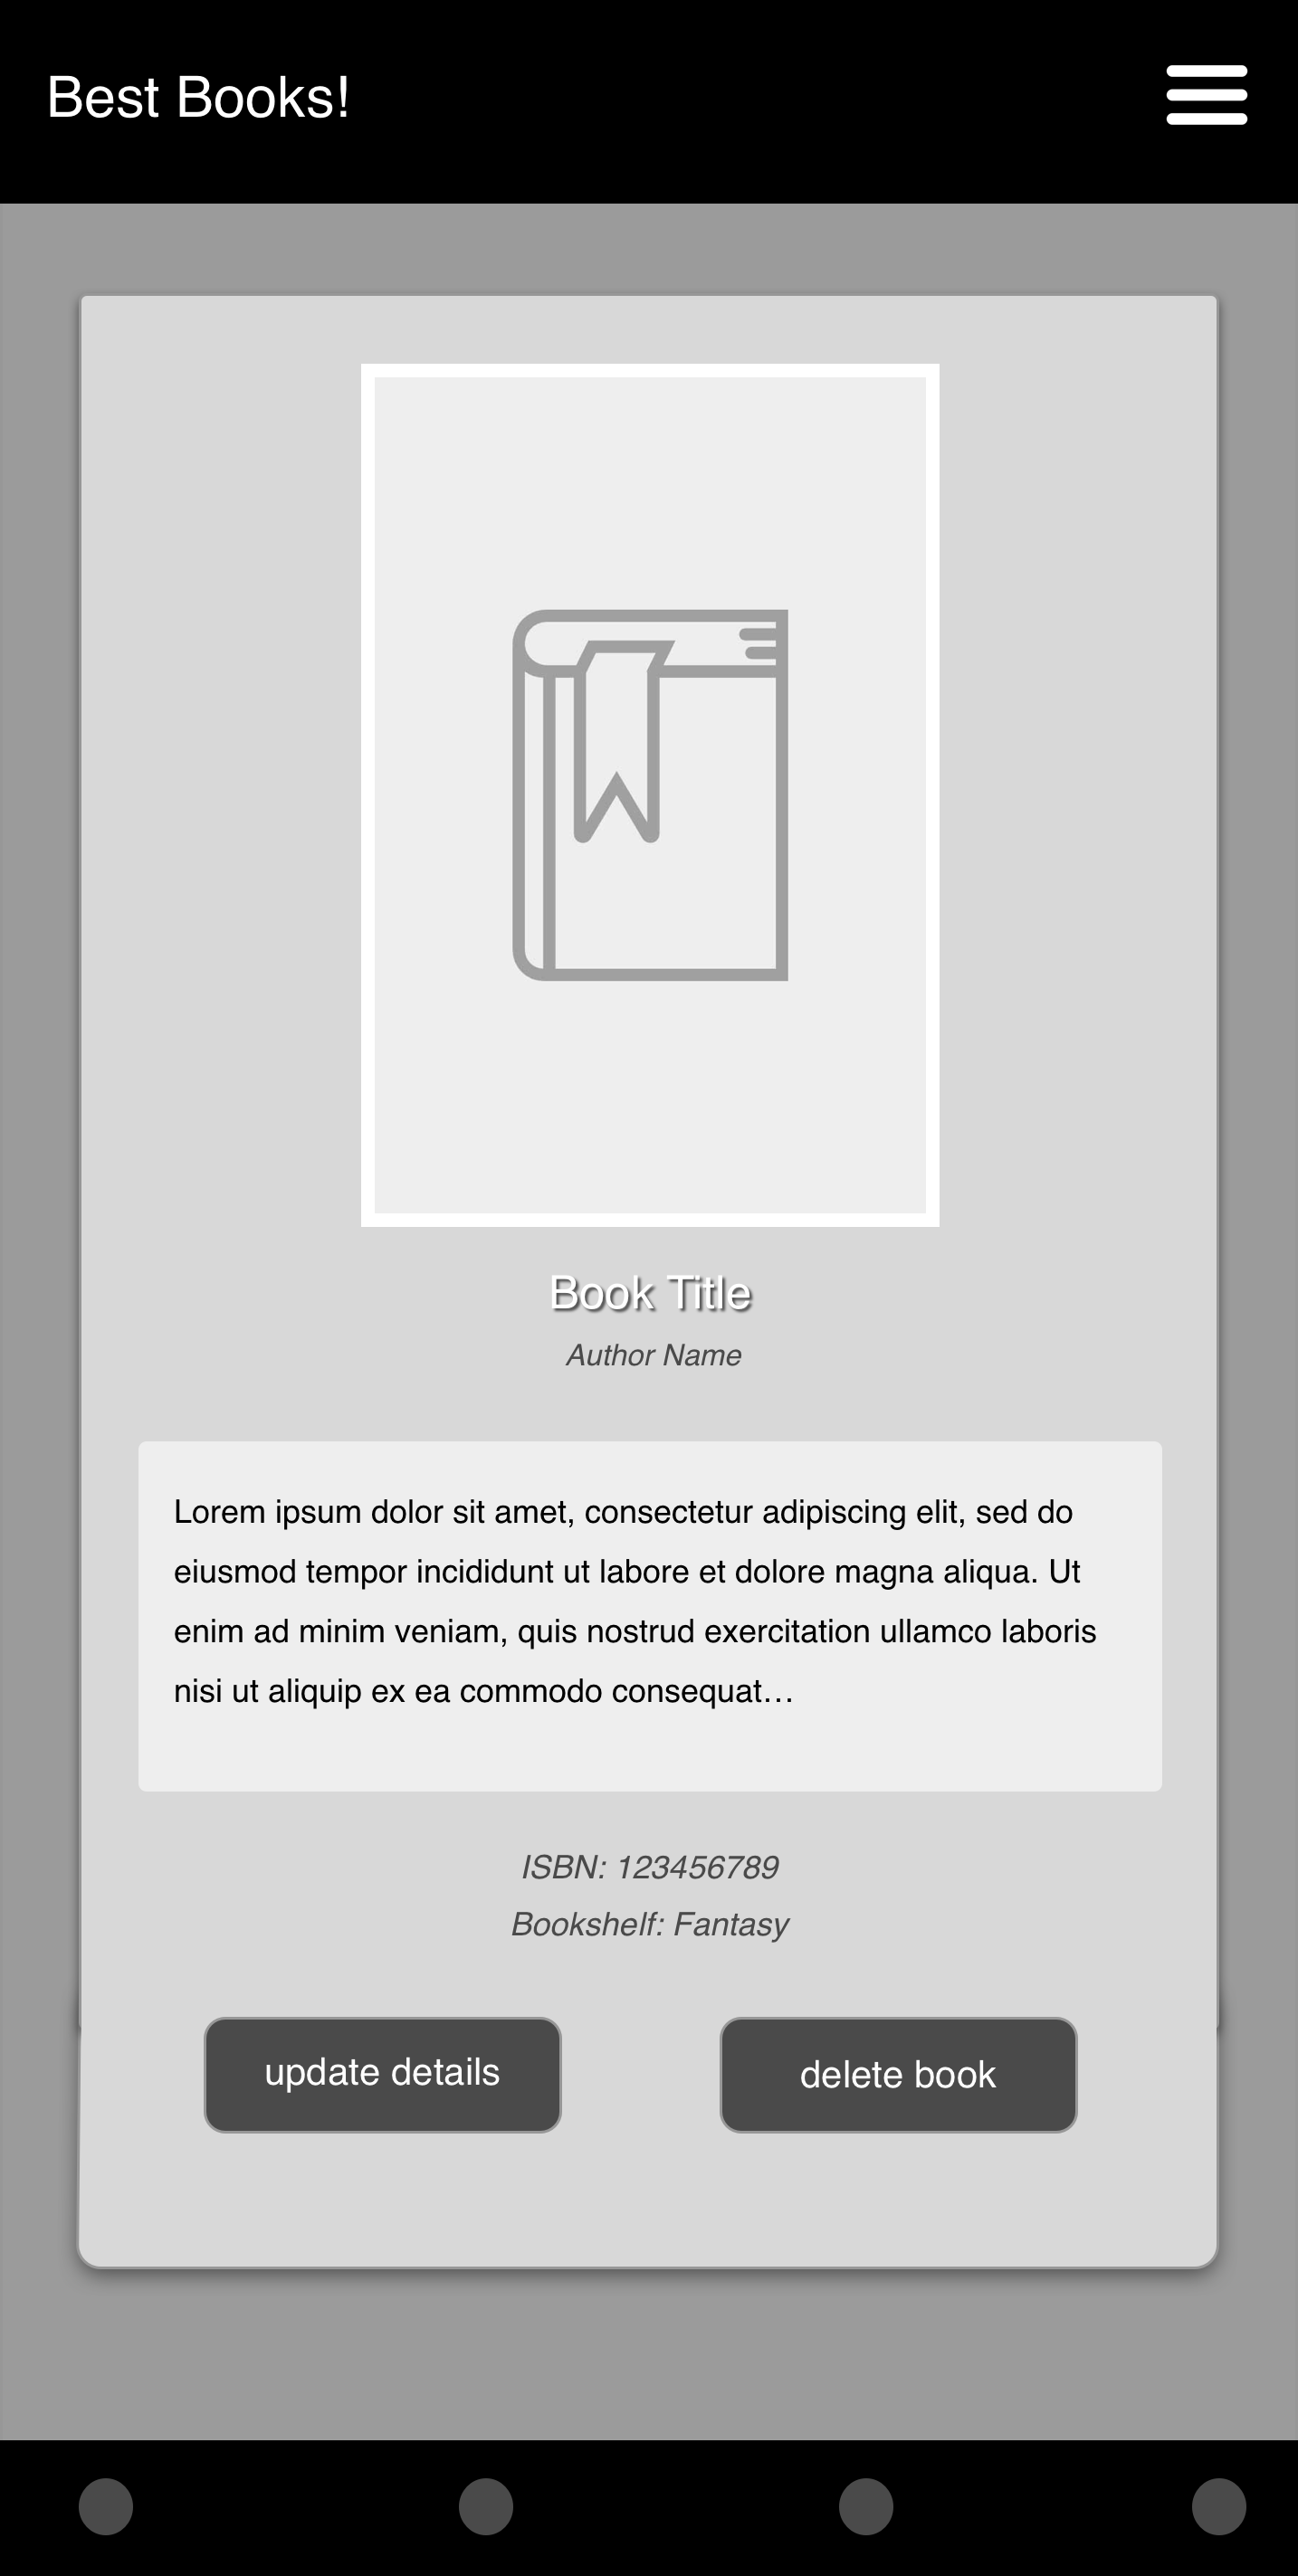 Best Books!
Book Title
Author Name
Lorem ipsum dolor sit amet, consectetur adipiscing elit, sed do
eiusmod tempor incididunt ut labore et dolore magna aliqua. Ut
enim ad minim veniam, quis nostrud exercitation ullamco laboris
nisi ut aliquip ex ea commodo consequat…
ISBN: 123456789
Bookshelf: Fantasy
update details
delete book